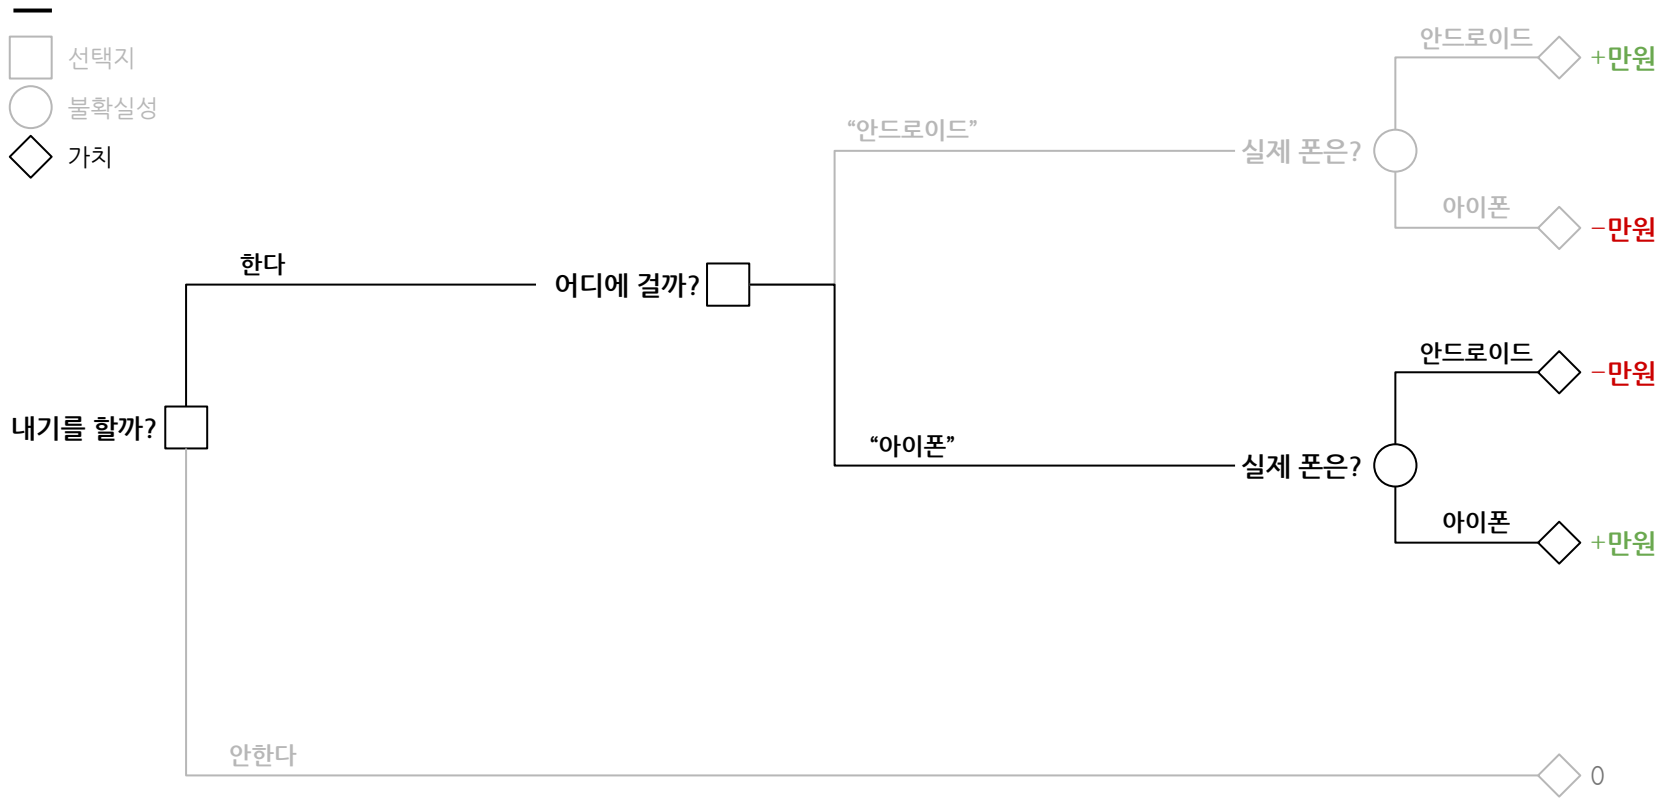 선택지
불확실성
가치
내기를 할까?
한다
안한다
어디에 걸까?
“안드로이드”
실제 폰은?
안드로이드
+만원
아이폰
−만원
“아이폰”
실제 폰은?
안드로이드
−만원
아이폰
+만원
0